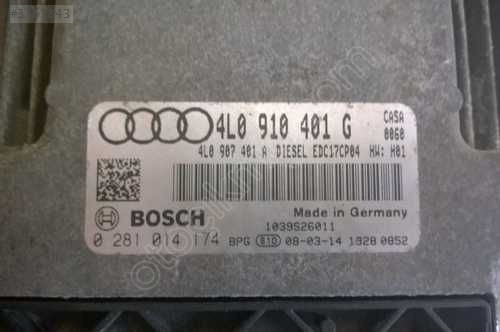 4L0 910 401 G CASA
0060
4L0 907 401 A DIESEL EDC17CP04 HW: H01
BOSCH
Made in Germany
1039S26011
0 281 014 174 BPG B1D 08-03-14 1828 0852